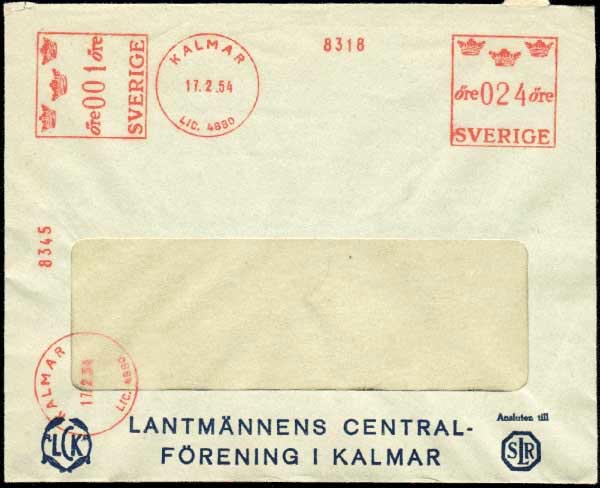 öre 001 öre
SVERIGE
KALMAR
17.2.54
LIC. 4880
8318
öre 024 öre
SVERIGE
8345
KALMAR
17.2.54
LIC. 4880
"LCK"
LANTMÄNNENS CENTRAL-
FÖRENING I KALMAR
Ansluten till
SLR